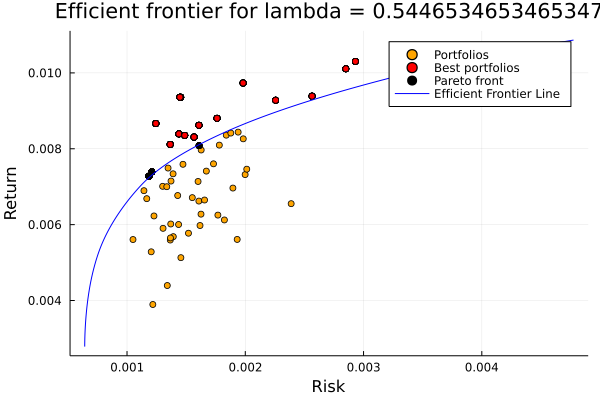 Efficient frontier for lambda = 0.5446534653465347
Portfolios
Best portfolios
Pareto front
Efficient Frontier Line
Return
0.010
0.008
0.006
0.004
0.001
0.002
0.003
0.004
Risk